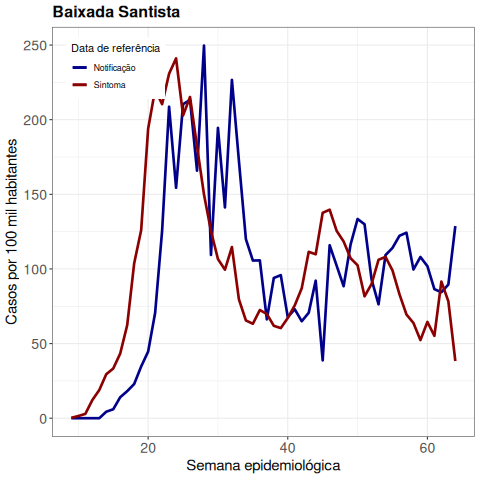 Baixada Santista
Data de referência
Notificação
Sintoma
Casos por 100 mil habitantes
250
200
150
100
50
0
20
40
60
Semana epidemiológica